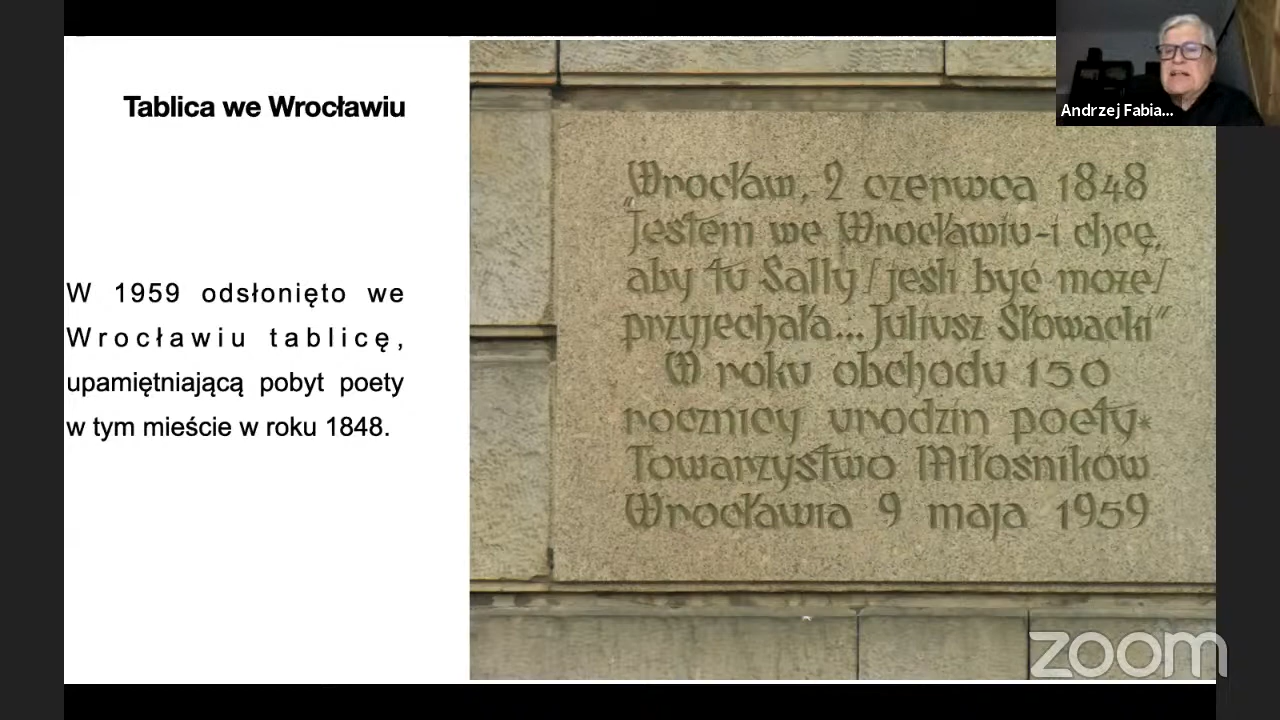 Tablica we Wrocławiu
W 1959 odsłonięto we
Wrocławiu tablicę,
upamiętniającą pobyt poety
w tym mieście w roku 1848.
Wrocław, 2 czerwca 1848
"Jestem we Wrocławiu-i chcę,
aby tu Sally/jeśli być może/
przyjechała... Juliusz Słowacki"
W roku obchodu 150
rocznicy urodzin poety*
Towarzystwo Miłośników
Wrocławia 9 maja 1959
Andrzej Fabia...
zoom